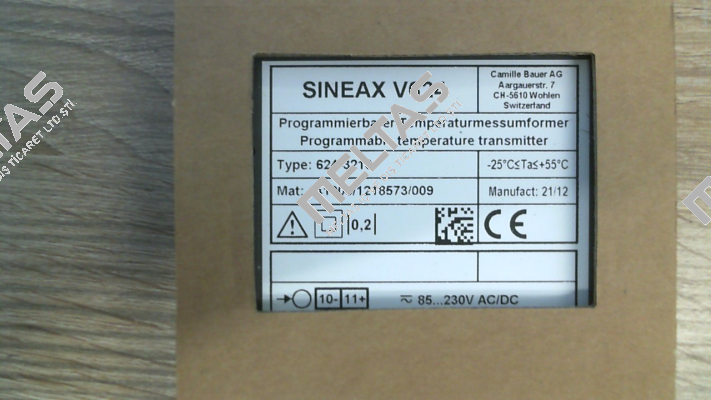 SINEAX
Camille Bauer AG
Aargauerstr. 7
CH-5610 Wohlen
Switzerland
Programmierbarer Temperaturmessumformer
Programmable temperature transmitter
Type:
-25°C≤Ta≤+55°C
Mat: /1218573/009
Manufact: 21/12
0,2
CE
10- 11+
85...230V AC/DC
MELTAS